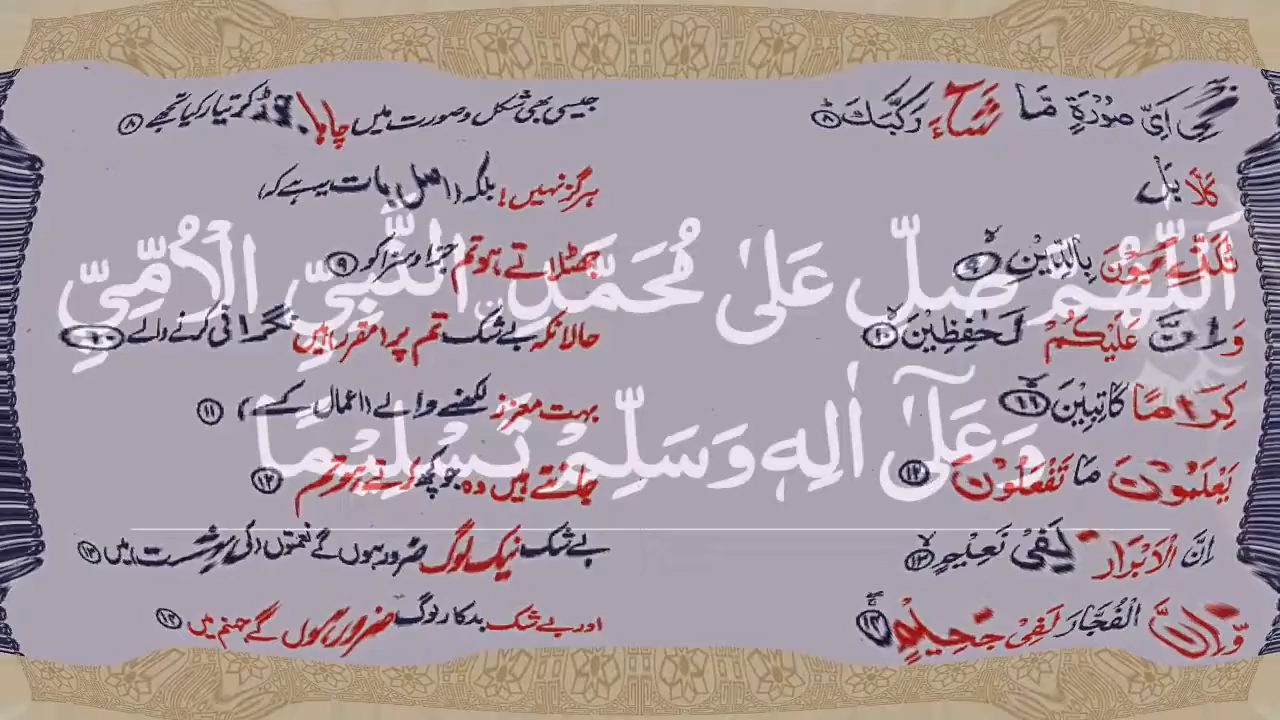 فِیْٓ اَیِّ صُوْرَةٍ مَّا شَآءَ رَكَّبَكَ ۸ جیسی بھی شکل و صورت میں چاہا جوڑ کر تیار کیا تجھے ۸
كَلَّا بَلْ ہرگز نہیں! بلکہ (اصل بات یہ ہے کہ)
تُكَذِّبُوْنَ بِالدِّیْنِ ۹ جھٹلاتے ہو تم جزا و سزا کو ۹
اَللّٰهُمَّ صَلِّ عَلٰى مُحَمَّدِنِ النَّبِيِّ الْاُمِّيِّ
وَاِنَّ عَلَیْكُمْ لَحٰفِظِیْنَ ۱۰ حالانکہ بے شک تم پر مقرر ہیں نگرانی کرنے والے ۱۰
كِرَامًا كَاتِبِیْنَ ۱۱ بہت معزز لکھنے والے (اعمال کے) ۱۱
وَعَلٰٓى اٰلِهٖ وَسَلِّمْ تَسْلِيْمًا
یَعْلَمُوْنَ مَا تَفْعَلُوْنَ ۱۲ جانتے ہیں وہ جو کچھ کرتے ہو تم ۱۲
اِنَّ الْاَبْرَارَ لَفِیْ نَعِیْمٍ ۱۳ بے شک نیک لوگ ضرور ہوں گے نعمتوں (کی بہشت) میں ۱۳
وَّاِنَّ الْفُجَّارَ لَفِیْ جَحِیْمٍ ۱۴ اور بے شک بدکار لوگ ضرور ہوں گے جہنم میں ۱۴